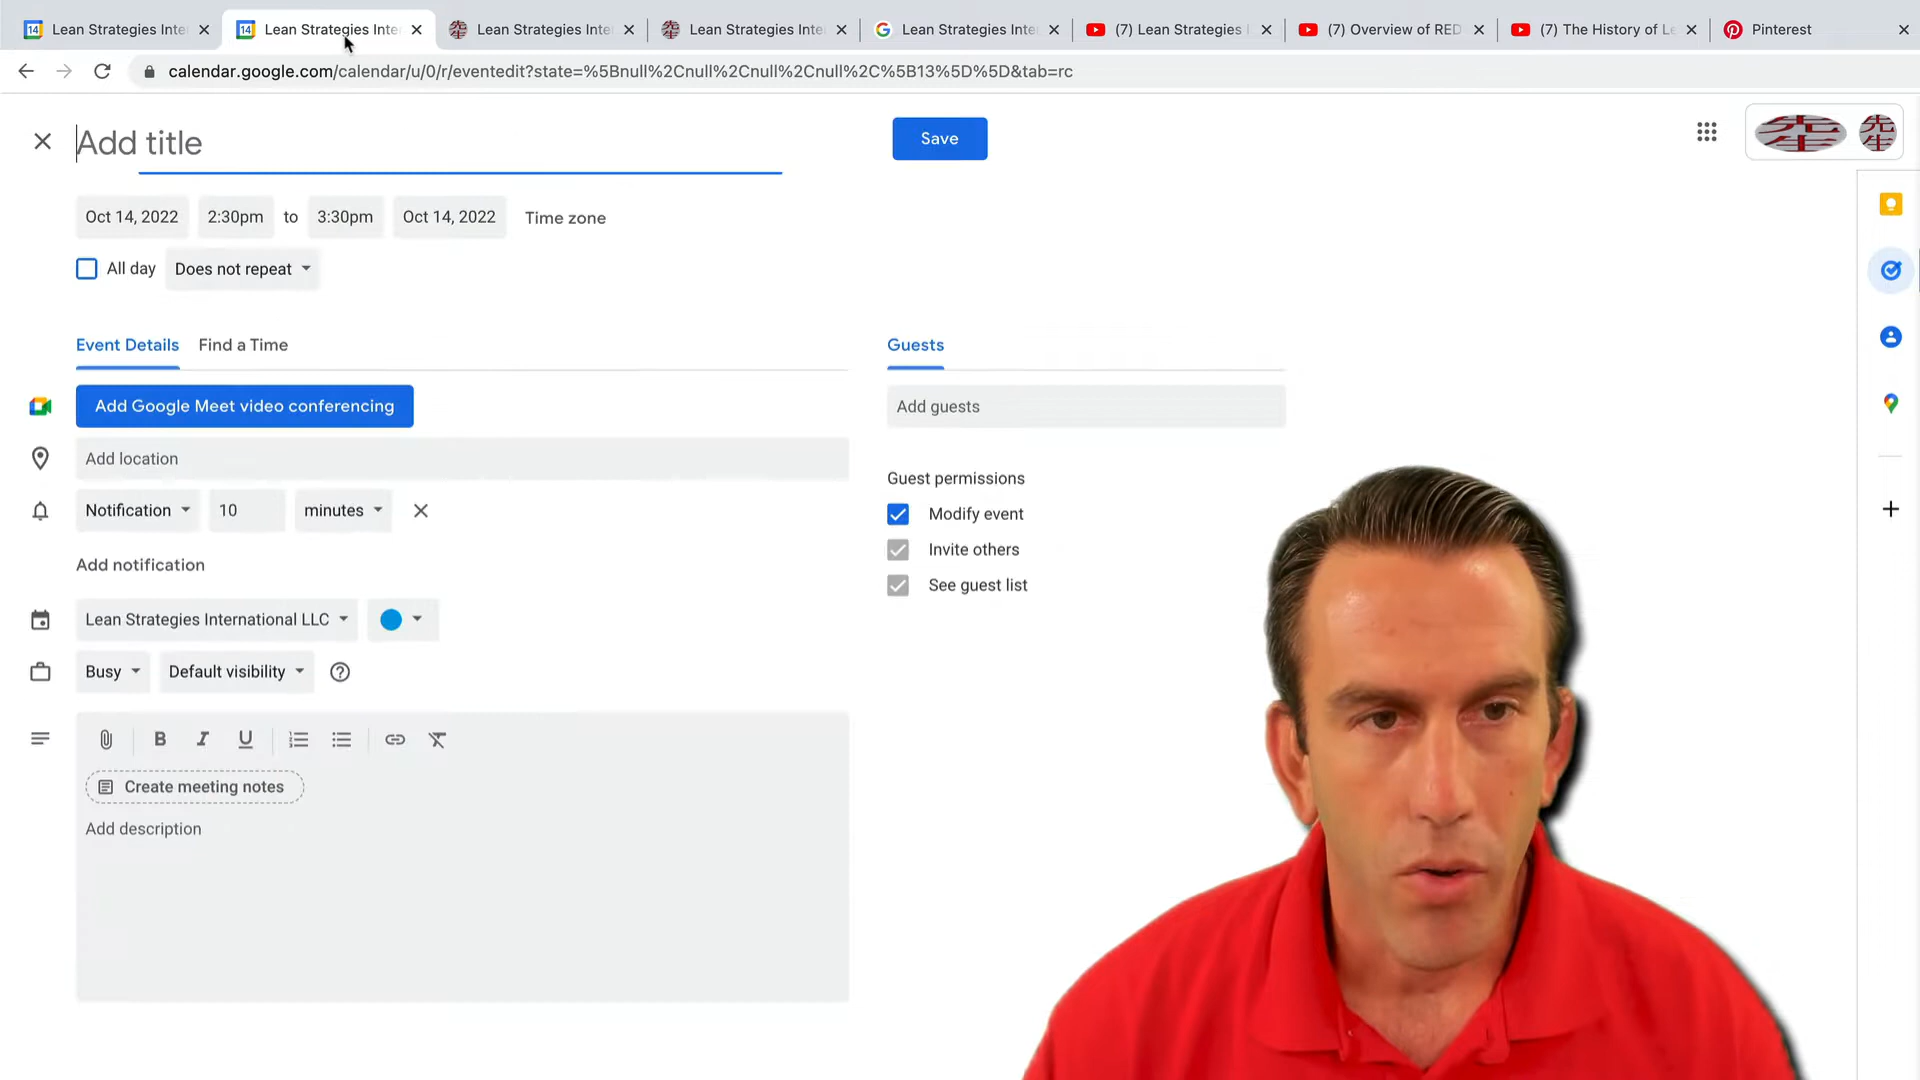 Lean Strategies Inte
Lean Strategies Inte
Lean Strategies Inte
Lean Strategies Inte
Lean Strategies Inte
(7) Lean Strategies I
(7) Overview of RED
(7) The History of Le
Pinterest
calendar.google.com/calendar/u/0/r/eventedit?state=%5Bnull%2Cnull%2Cnull%2Cnull%2C%5B13%5D%5D&tab=rc
Add title
Save
先生
先生
Oct 14, 2022 2:30pm to 3:30pm Oct 14, 2022 Time zone
All day Does not repeat
Event Details Find a Time
Guests
Add Google Meet video conferencing
Add guests
Add location
Guest permissions
Notification 10 minutes
Modify event
Invite others
Add notification
See guest list
Lean Strategies International LLC
Busy Default visibility
B I U
Create meeting notes
Add description